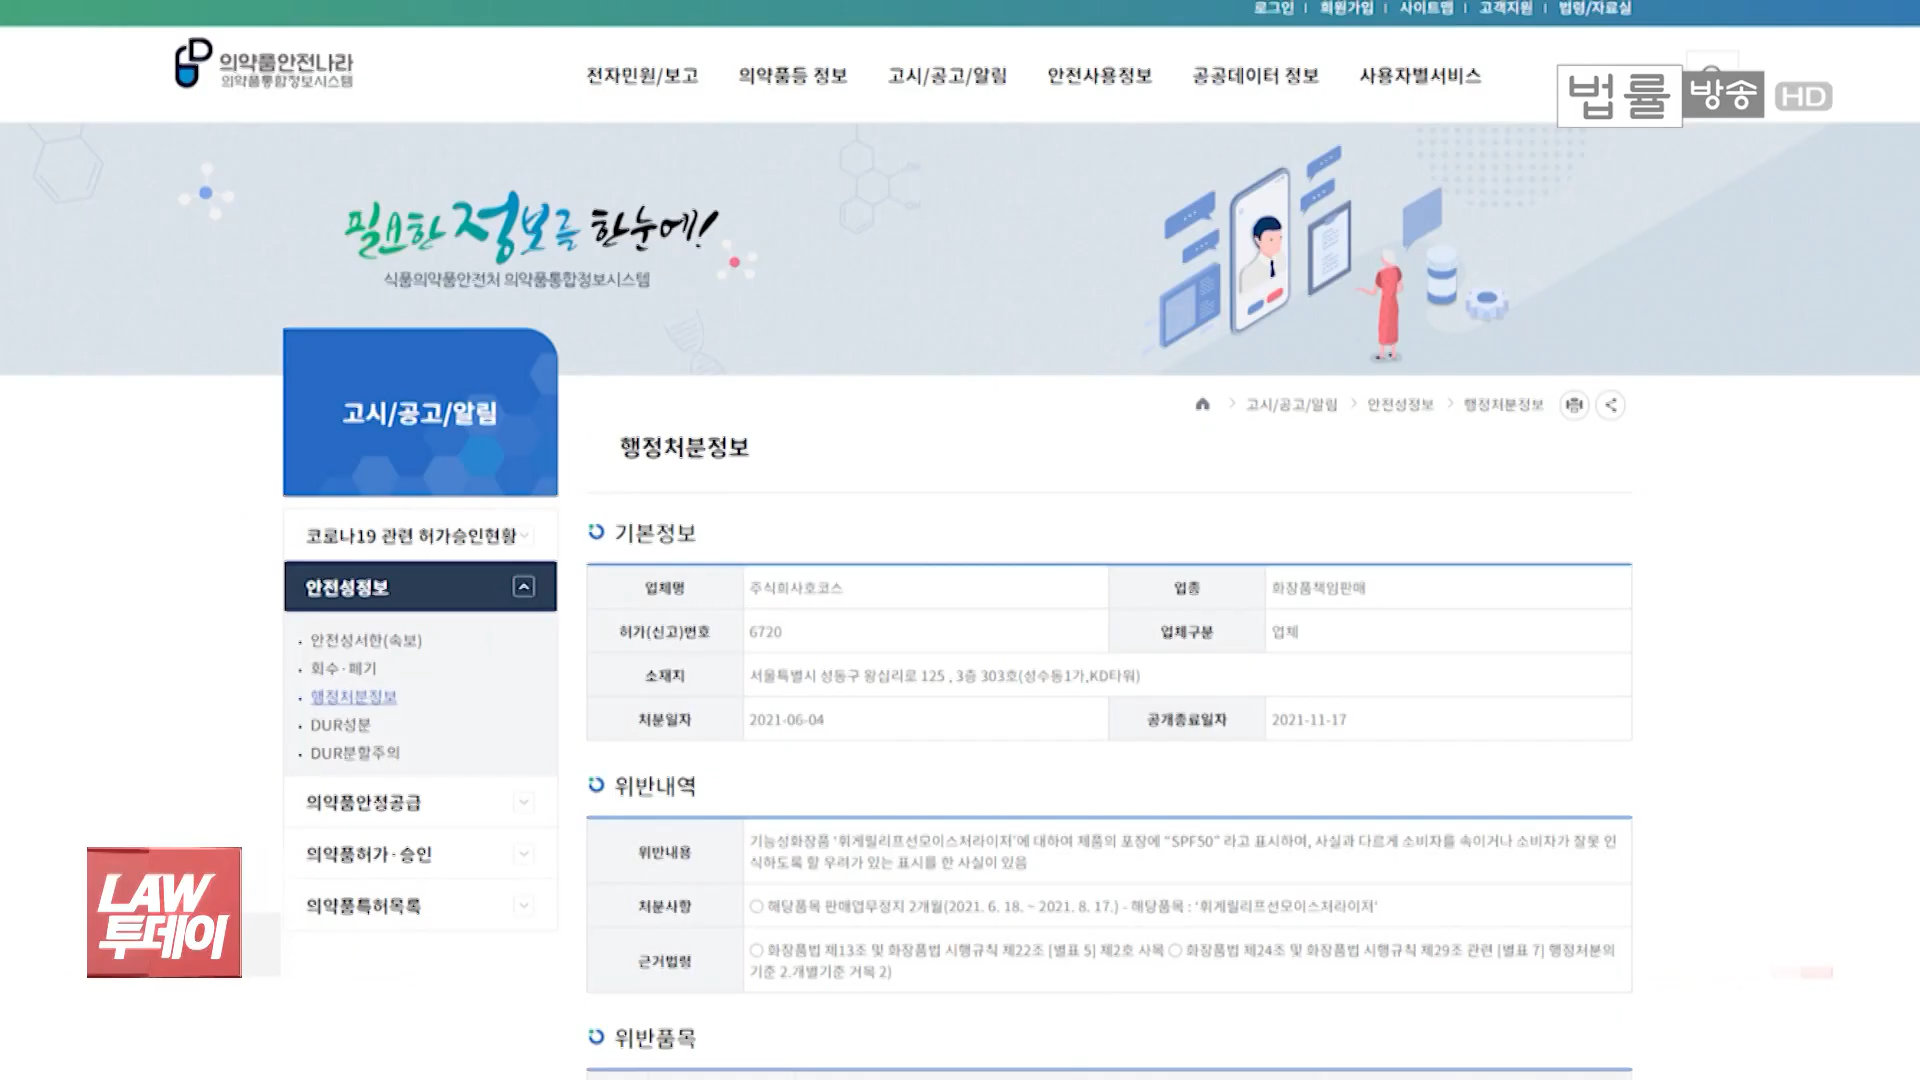 로그인 | 회원가입 | 사이트맵 | 고객지원 | 법령/자료실
의약품안전나라
의약품통합정보시스템
전자민원/보고 의약품등 정보 고시/공고/알림 안전사용정보 공공데이터 정보 사용자별서비스
법률 방송 HD
필요한 정보를 한눈에!
식품의약품안전처 의약품통합정보시스템
고시/공고/알림
고시/공고/알림 > 안전성정보 > 행정처분정보
행정처분정보
코로나19 관련 허가승인현황
안전성정보
· 안전성서한(속보)
· 회수·폐기
· 행정처분정보
· DUR성분
· DUR분할주의
의약품안정공급
의약품허가·승인
의약품특허목록
LAW
투데이
기본정보
업체명 주식회사호코스 업종 화장품책임판매
허가(신고)번호 6720 업체구분 업체
소재지 서울특별시 성동구 왕십리로 125 , 3층 303호(성수동1가,KD타워)
처분일자 2021-06-04 공개종료일자 2021-11-17
위반내역
위반내용 기능성화장품 '휘게릴리프선모이스처라이저'에 대하여 제품의 포장에 “SPF50” 라고 표시하여, 사실과 다르게 소비자를 속이거나 소비자가 잘못 인
식하도록 할 우려가 있는 표시를 한 사실이 있음
처분사항 ○ 해당품목 판매업무정지 2개월(2021. 6. 18. ~ 2021. 8. 17.) - 해당품목 : '휘게릴리프선모이스처라이저'
근거법령 ○ 화장품법 제13조 및 화장품법 시행규칙 제22조 [별표 5] 제2호 사목 ○ 화장품법 제24조 및 화장품법 시행규칙 제29조 관련 [별표 7] 행정처분의
기준 2.개별기준 거목 2)
위반품목